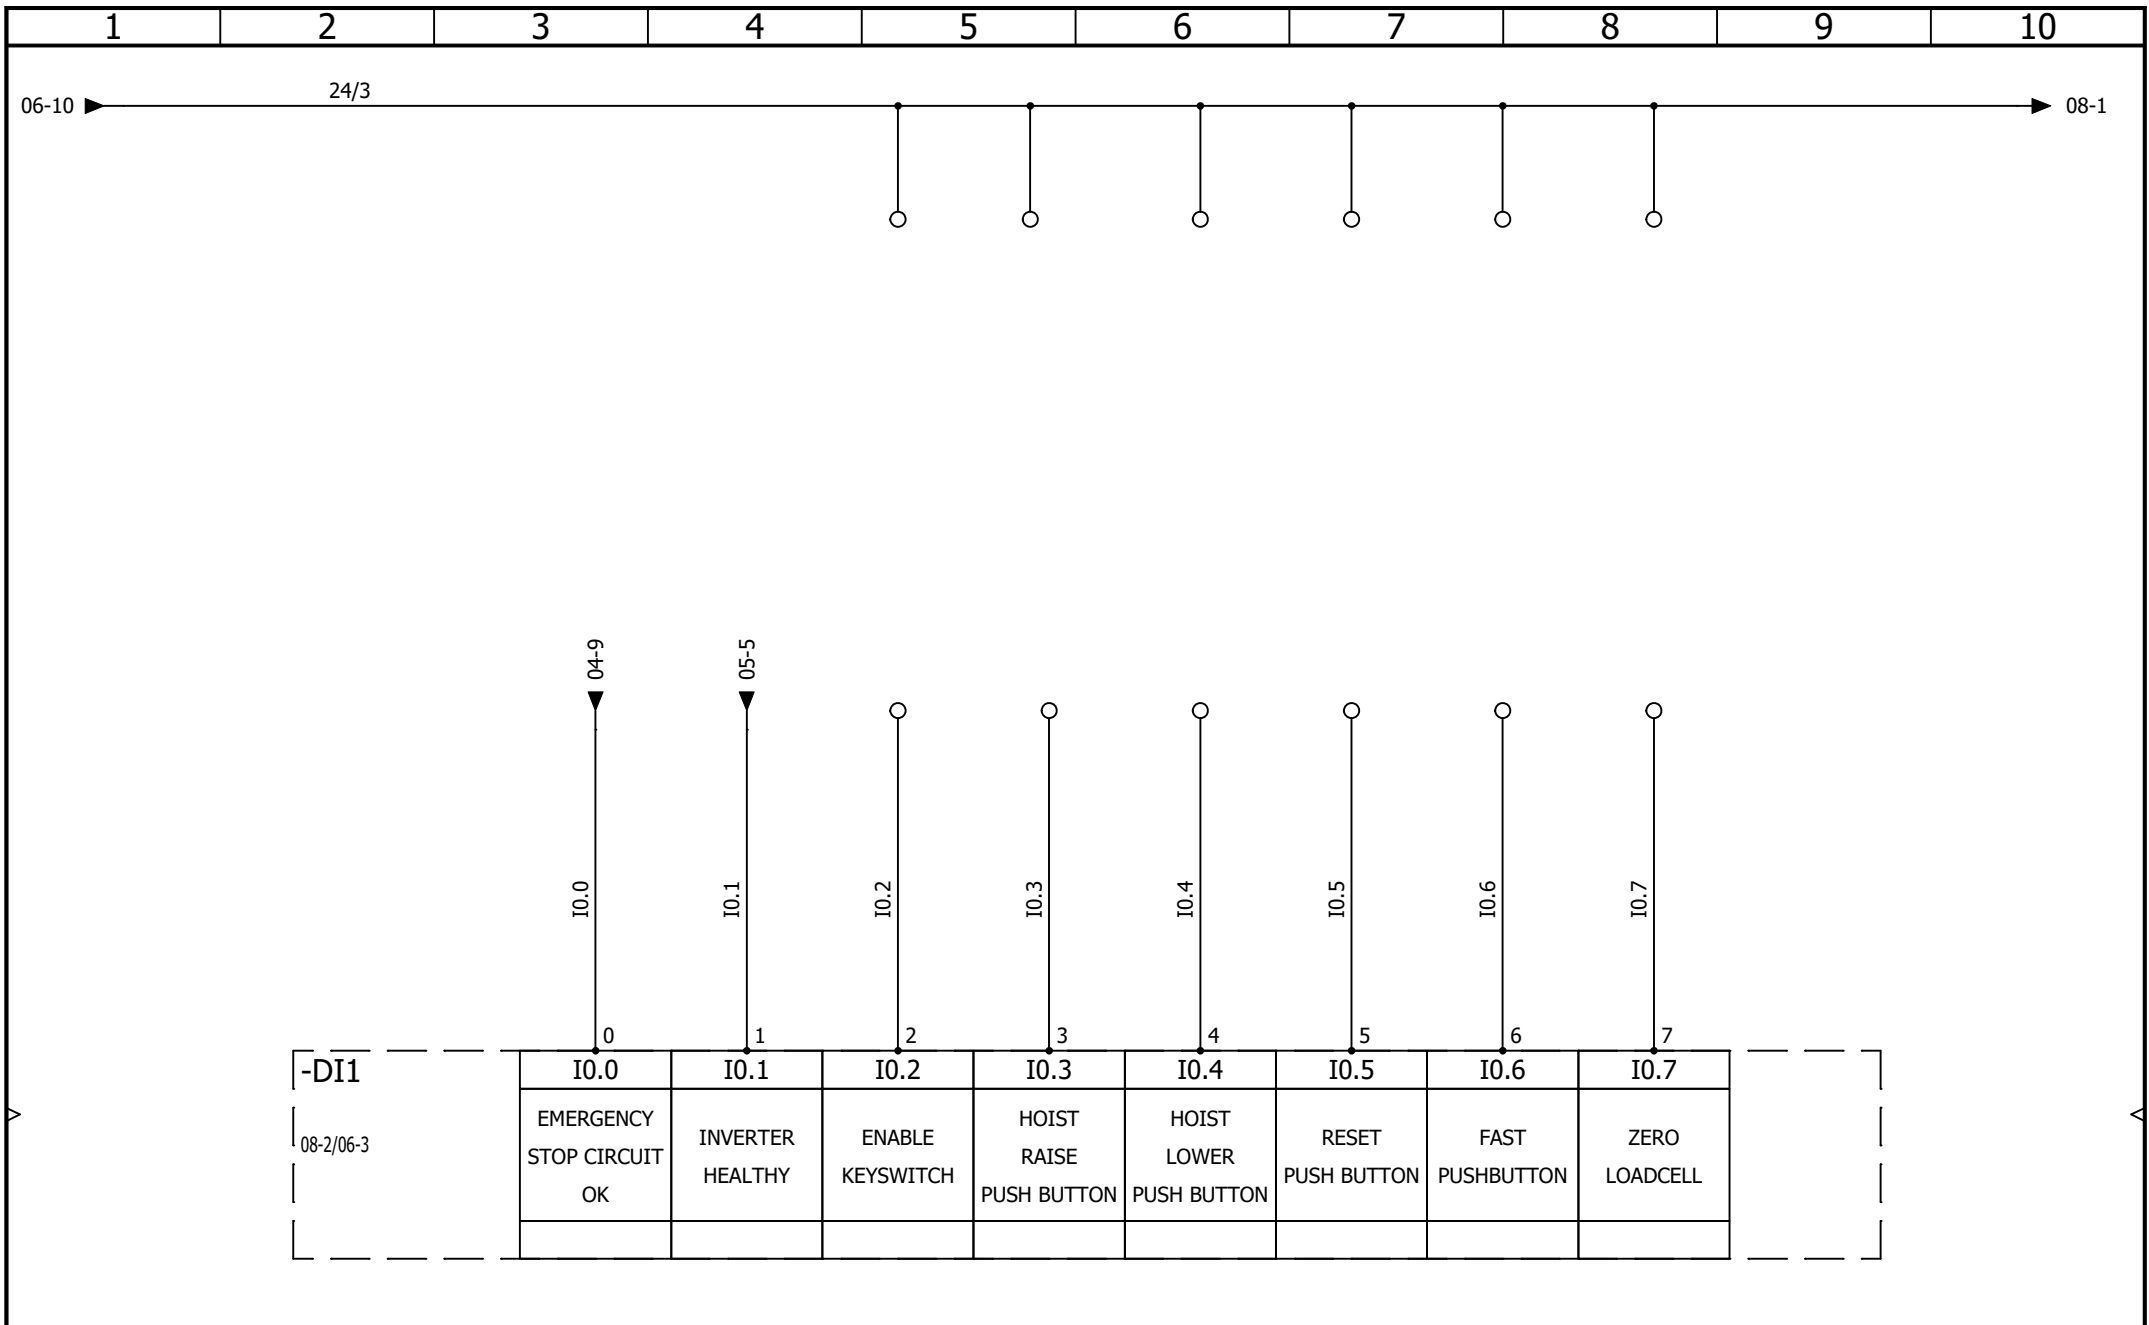 1 2 3 4 5 6 7 8 9 10
24/3
06-10
08-1
04-9
05-5
I0.0 I0.1 I0.2 I0.3 I0.4 I0.5 I0.6 I0.7
0 1 2 3 4 5 6 7
-DI1
08-2/06-3
I0.0
EMERGENCY
STOP CIRCUIT
OK
I0.1
INVERTER
HEALTHY
I0.2
ENABLE
KEYSWITCH
I0.3
HOIST
RAISE
PUSH BUTTON
I0.4
HOIST
LOWER
PUSH BUTTON
I0.5
RESET
PUSH BUTTON
I0.6
FAST
PUSHBUTTON
I0.7
ZERO
LOADCELL